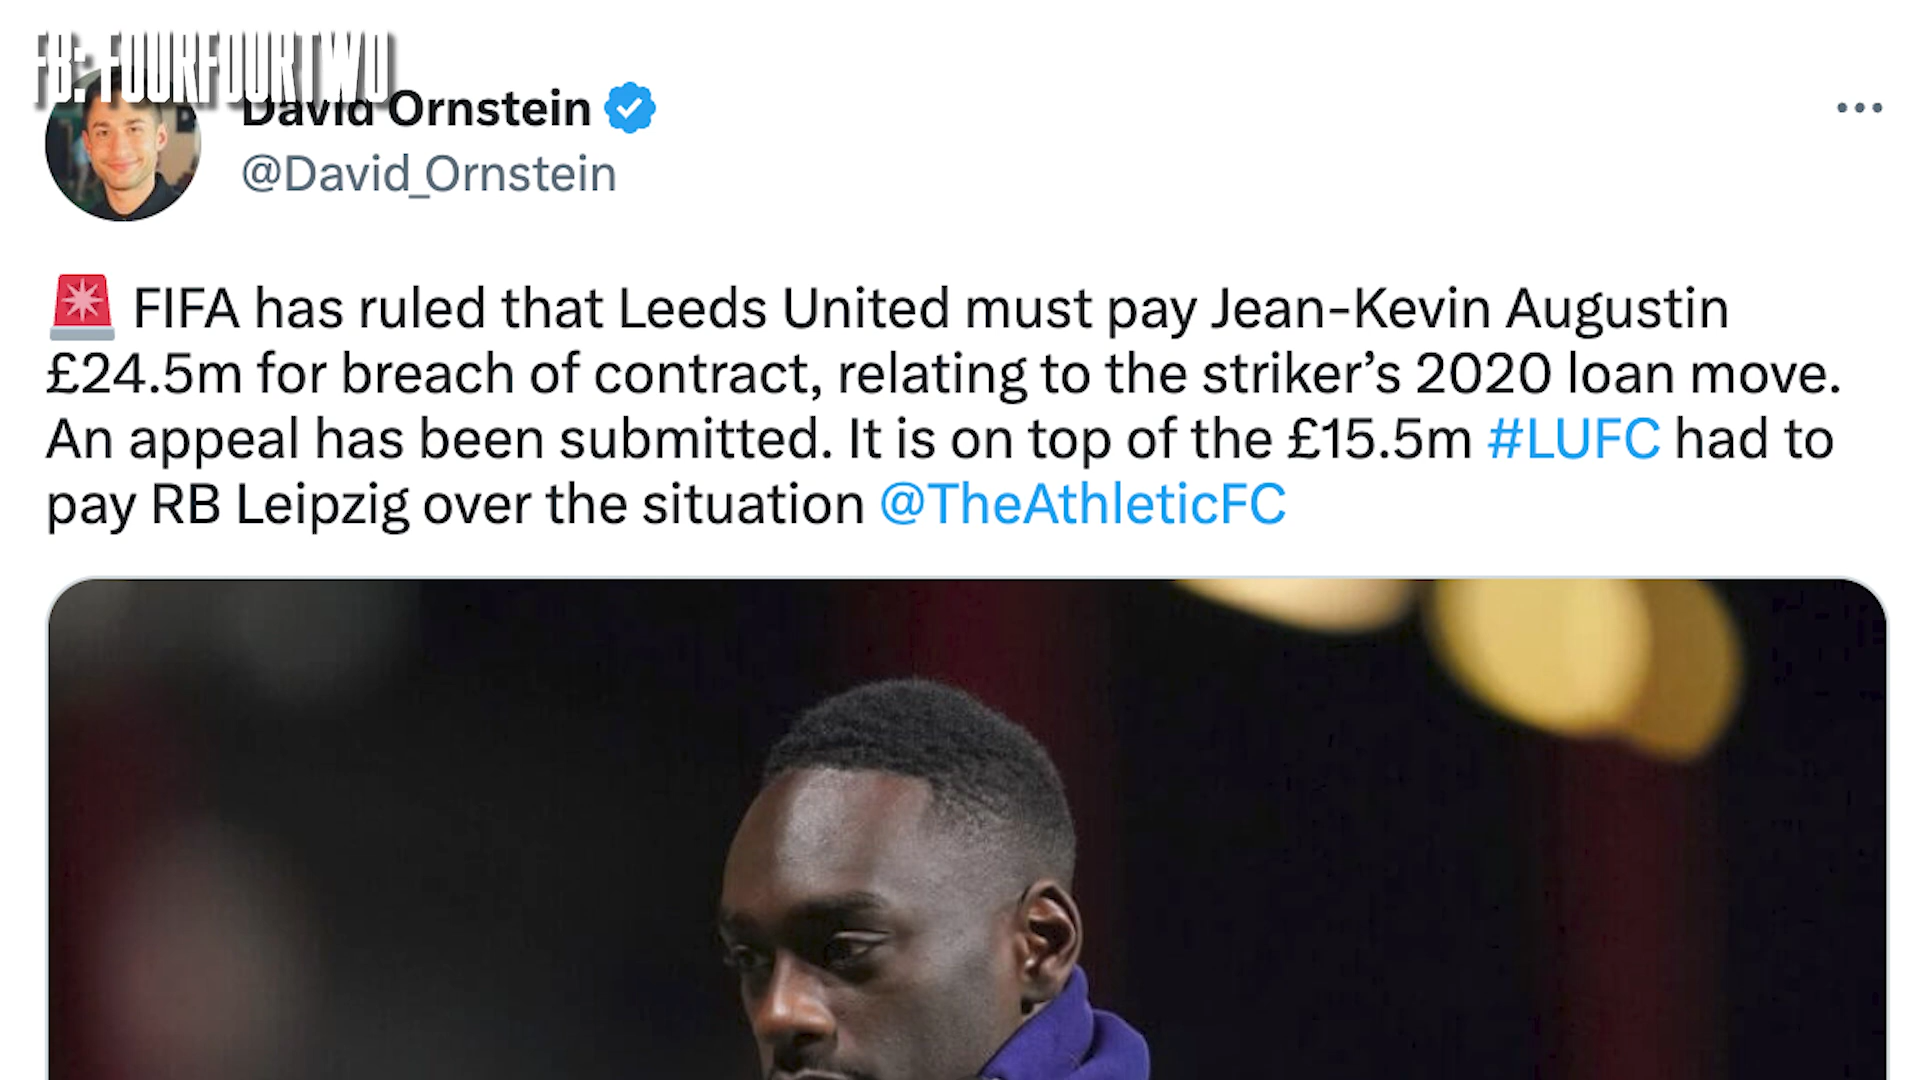 FB: FOURFOURTWO
David Ornstein
@David_Ornstein
FIFA has ruled that Leeds United must pay Jean-Kevin Augustin
£24.5m for breach of contract, relating to the striker’s 2020 loan move.
An appeal has been submitted. It is on top of the £15.5m #LUFC had to
pay RB Leipzig over the situation @TheAthleticFC